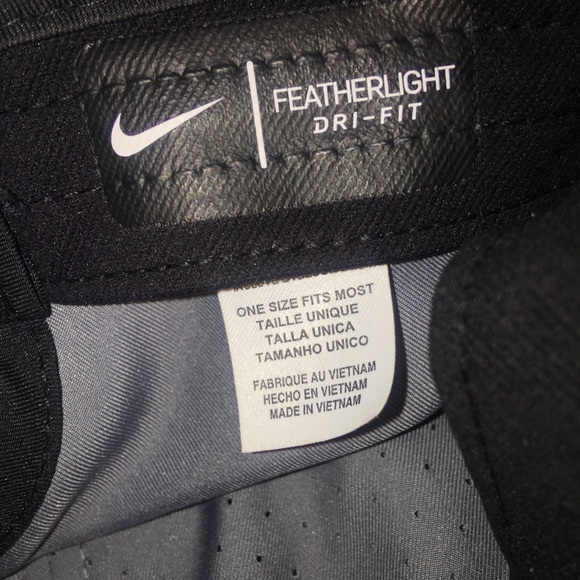 FEATHERLIGHT
DRI-FIT
ONE SIZE FITS MOST
TAILLE UNIQUE
TALLA UNICA
TAMANHO UNICO
FABRIQUE AU VIETNAM
HECHO EN VIETNAM
MADE IN VIETNAM